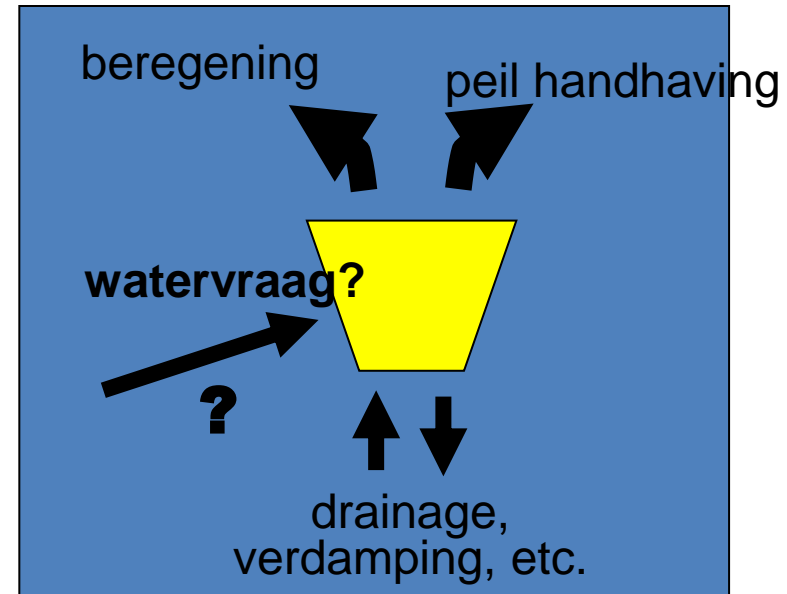 beregening
peil handhaving
watervraag?
?
drainage,
verdamping, etc.